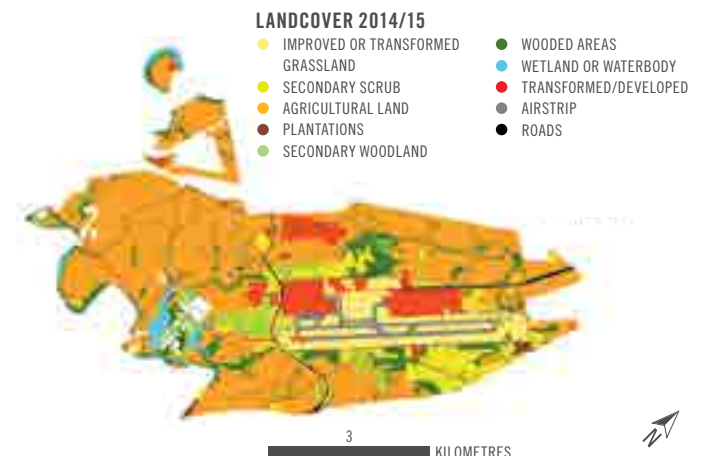 LANDCOVER 2014/15
IMPROVED OR TRANSFORMED
GRASSLAND
SECONDARY SCRUB
AGRICULTURAL LAND
PLANTATIONS
SECONDARY WOODLAND
WOODED AREAS
WETLAND OR WATERBODY
TRANSFORMED/DEVELOPED
AIRSTRIP
ROADS
3
KILOMETRES
N